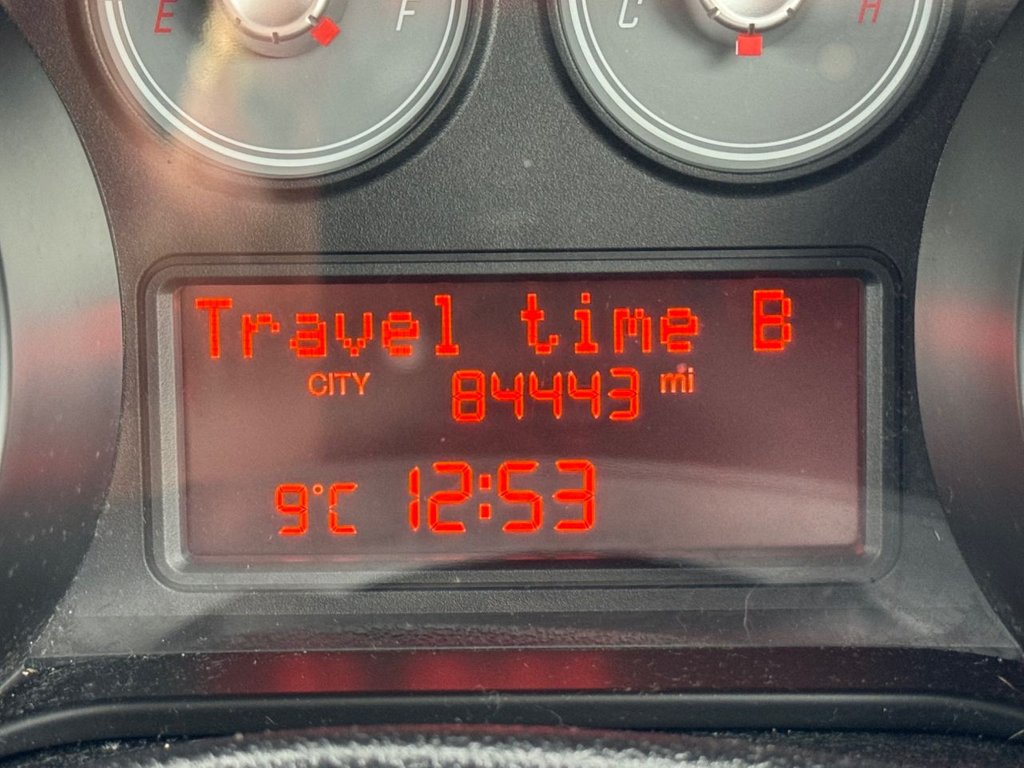 E F C H
Travel time B
CITY 84443 mi
9°C 12:53